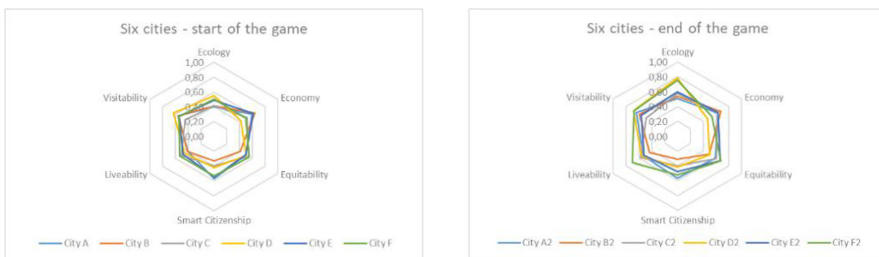 Six cities - start of the game
Ecology
1,00
0,80
0,60
0,40
0,20
0,00
Visitability
Economy
Liveability
Equitability
Smart Citizenship
City A City B City C City D City E City F
Six cities - end of the game
Ecology
1,00
0,80
0,60
0,40
0,20
0,00
Visitability
Economy
Liveability
Equitability
Smart Citizenship
City A2 City B2 City C2 City D2 City E2 City F2